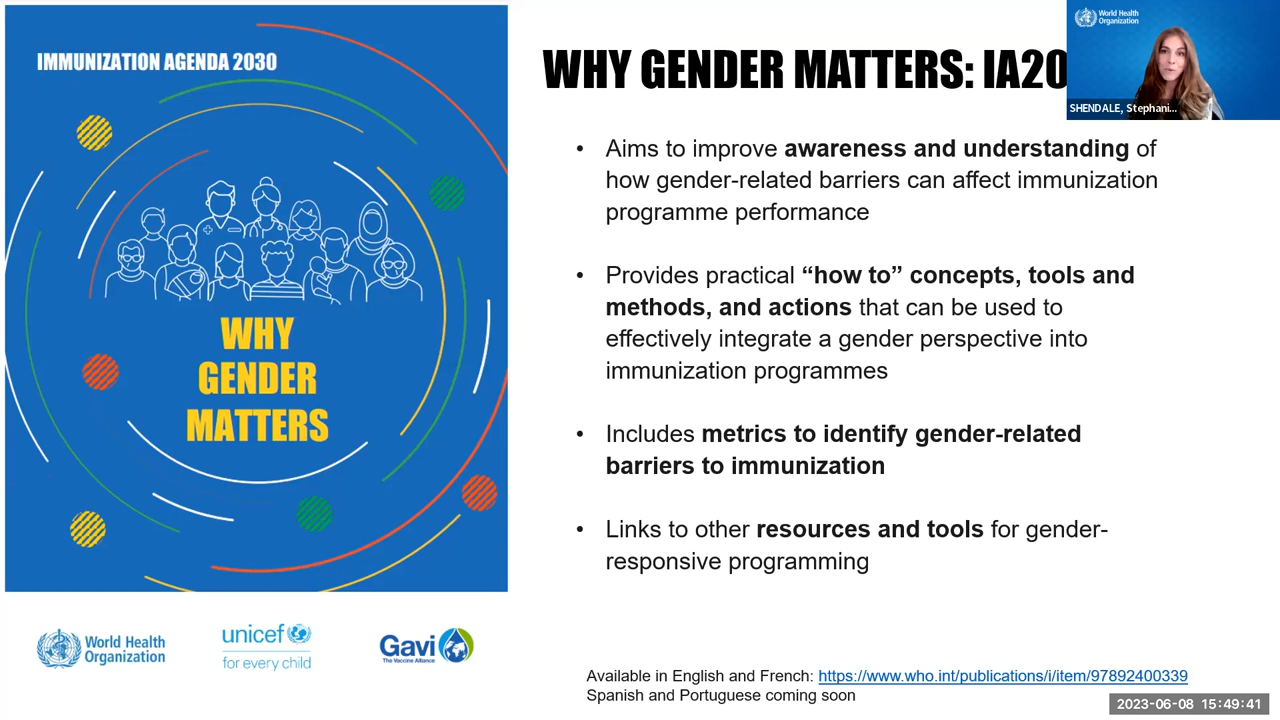 IMMUNIZATION AGENDA 2030
WHY
GENDER
MATTERS
World Health
Organization
unicef
for every child
Gavi
The Vaccine Alliance
WHY GENDER MATTERS: IA20
World Health
Organization
SHENDALE, Stephani...
• Aims to improve awareness and understanding of
how gender-related barriers can affect immunization
programme performance
• Provides practical “how to” concepts, tools and
methods, and actions that can be used to
effectively integrate a gender perspective into
immunization programmes
• Includes metrics to identify gender-related
barriers to immunization
• Links to other resources and tools for gender-
responsive programming
Available in English and French: https://www.who.int/publications/i/item/97892400339
Spanish and Portuguese coming soon
2023-06-08 15:49:41